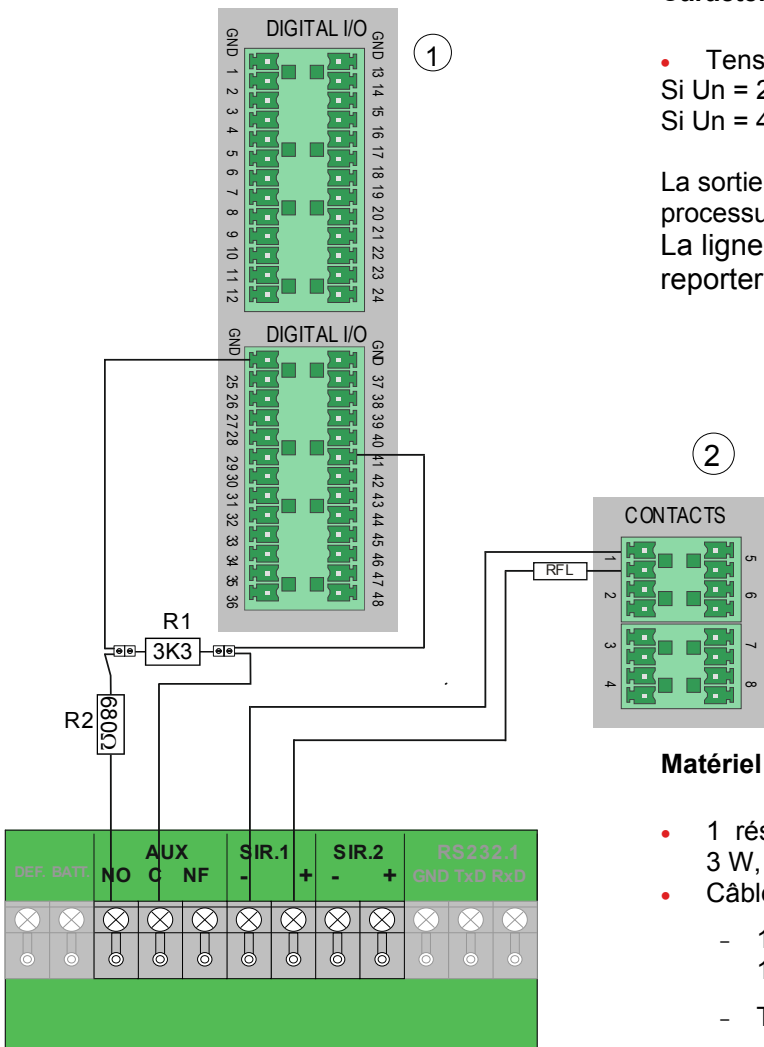 DIGITAL I/O
GND
1
2
3
4
5
6
7
8
9
10
11
12
GND
13
14
15
16
17
18
19
20
21
22
23
24
1
DIGITAL I/O
GND
25
26
27
28
29
30
31
32
33
34
35
36
GND
37
38
39
40
41
42
43
44
45
46
47
48
• Tens
Si Un = 2
Si Un = 4
La sortie
processu
La ligne
reporter
2
CONTACTS
1
2
3
4
5
6
7
8
RFL
R1
3K3
R2
680Ω
DEF. BATT.
AUX
NO C NF
SIR.1
- +
SIR.2
- +
RS232.1
GND TxD RxD
Matériel
• 1 rés
3 W,
• Câble
- 1
1
- T